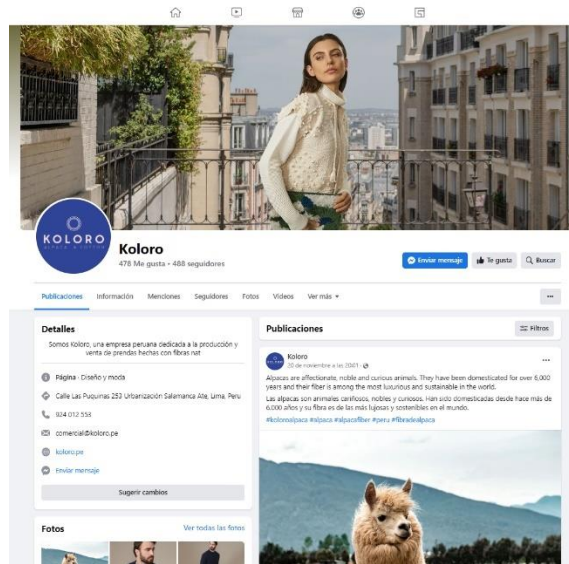 KOLORO
ALPACA & COTTON
Koloro
478 Me gusta • 488 seguidores
Enviar mensaje
Te gusta
Buscar
Publicaciones
Información
Menciones
Seguidores
Fotos
Videos
Ver más
Detalles
Somos Koloro, una empresa peruana dedicada a la producción y
venta de prendas hechas con fibras nat
Página · Diseño y moda
Calle Las Puquinas 253 Urbanización Salamanca Ate, Lima, Peru
924 012 553
comercial@koloro.pe
koloro.pe
Enviar mensaje
Sugerir cambios
Fotos
Ver todas las fotos
Publicaciones
Filtros
Koloro
20 de noviembre a las 20:01 ·
Alpacas are affectionate, noble and curious animals. They have been domesticated for over 6,000
years and their fiber is among the most luxurious and sustainable in the world.
Las alpacas son animales cariñosos, nobles y curiosos. Han sido domesticadas desde hace más de
6.000 años y su fibra es de las más lujosas y sostenibles en el mundo.
#koloroalpaca #alpaca #alpacafiber #peru #fibradealpaca